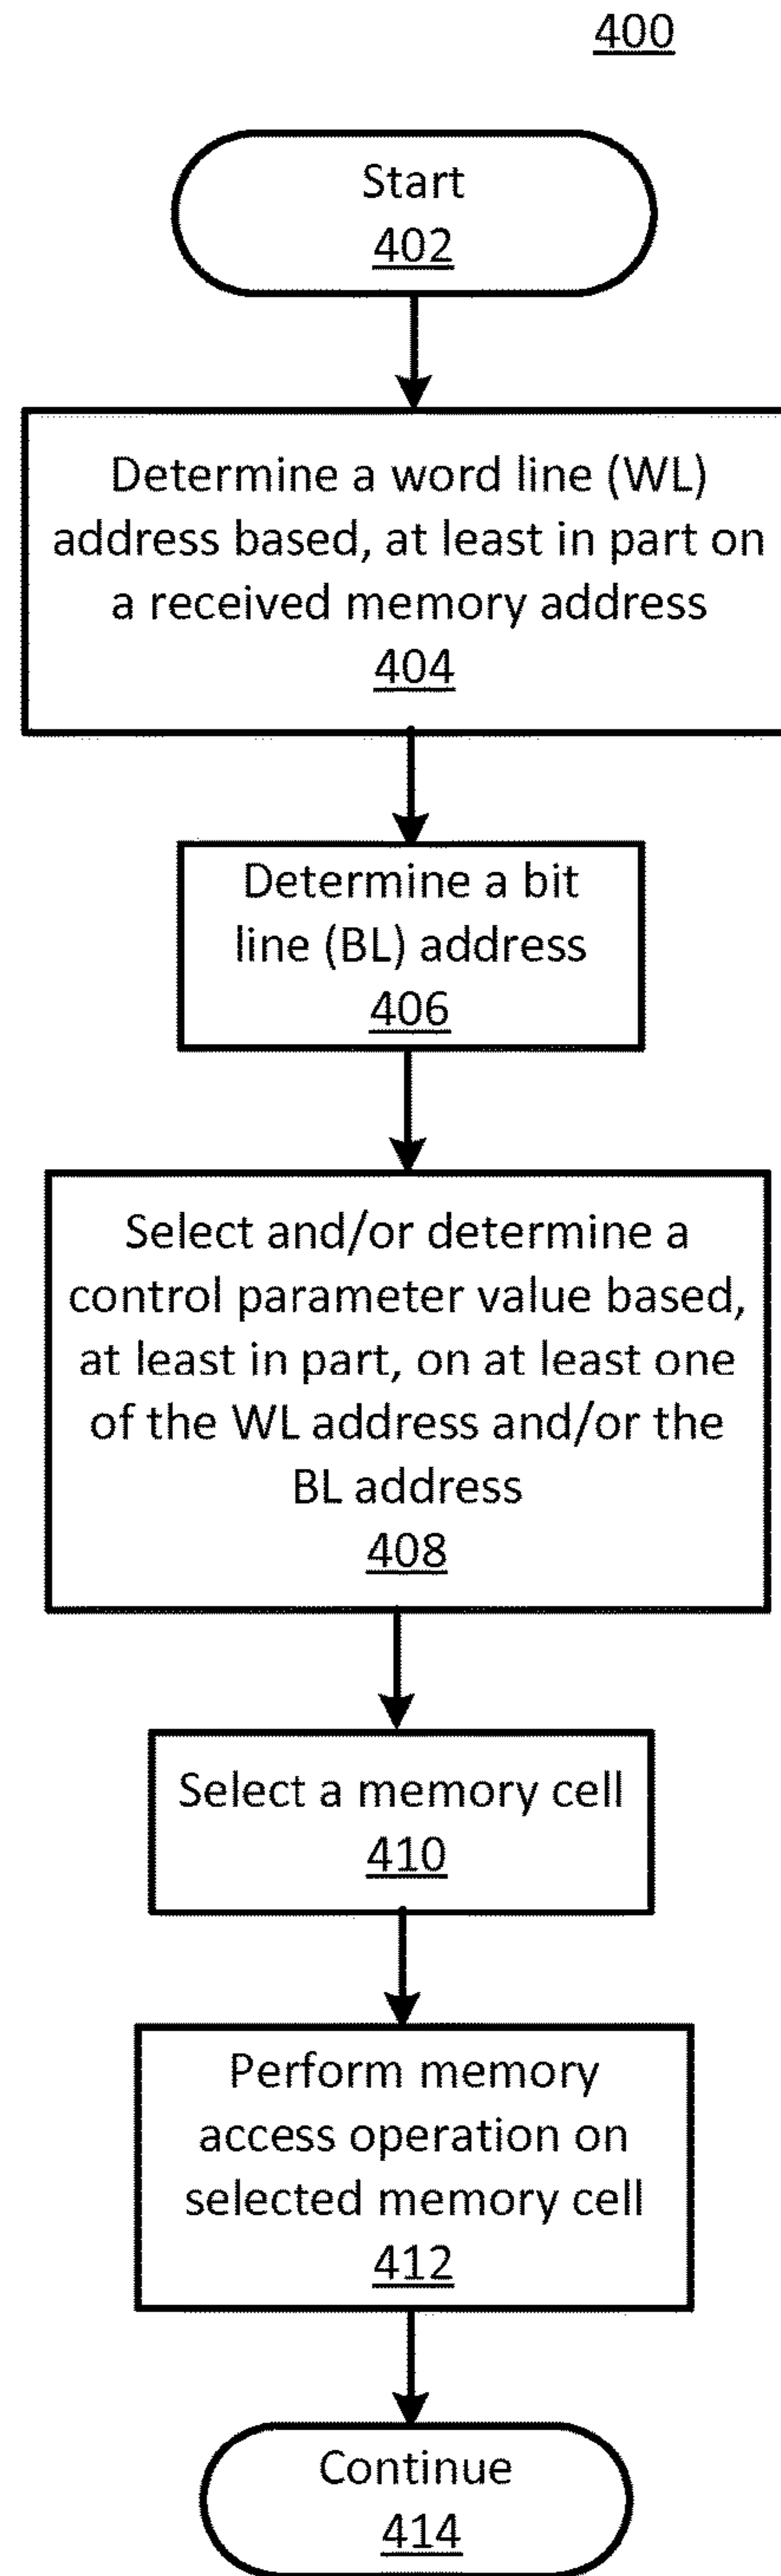 400
Start
402
Determine a word line (WL)
address based, at least in part on
a received memory address
404
Determine a bit
line (BL) address
406
Select and/or determine a
control parameter value based,
at least in part, on at least one
of the WL address and/or the
BL address
408
Select a memory cell
410
Perform memory
access operation on
selected memory cell
412
Continue
414